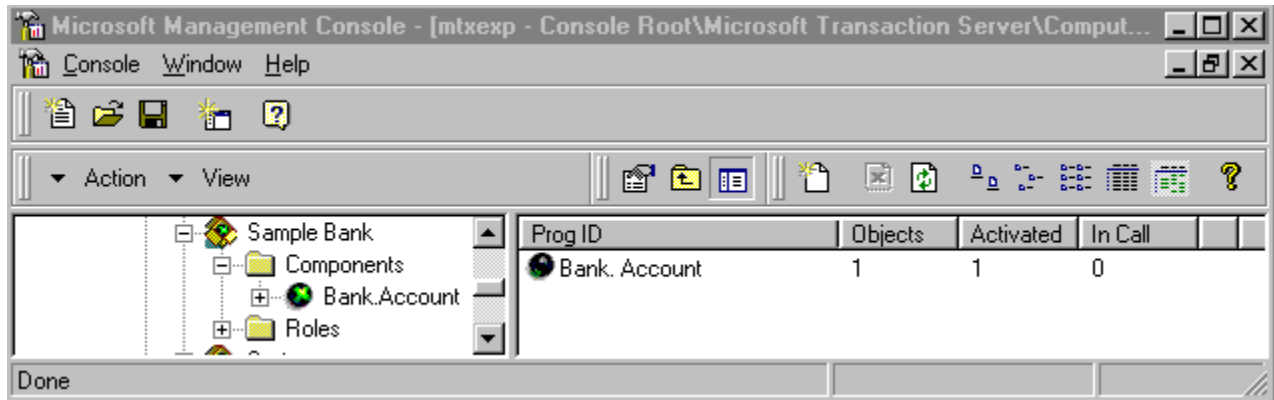 Microsoft Management Console - [mtxexp - Console Root\Microsoft Transaction Server\Comput...
Console Window Help
Action View
Sample Bank
Components
Bank.Account
Roles
Prog ID Objects Activated In Call
Bank. Account 1 1 0
Done